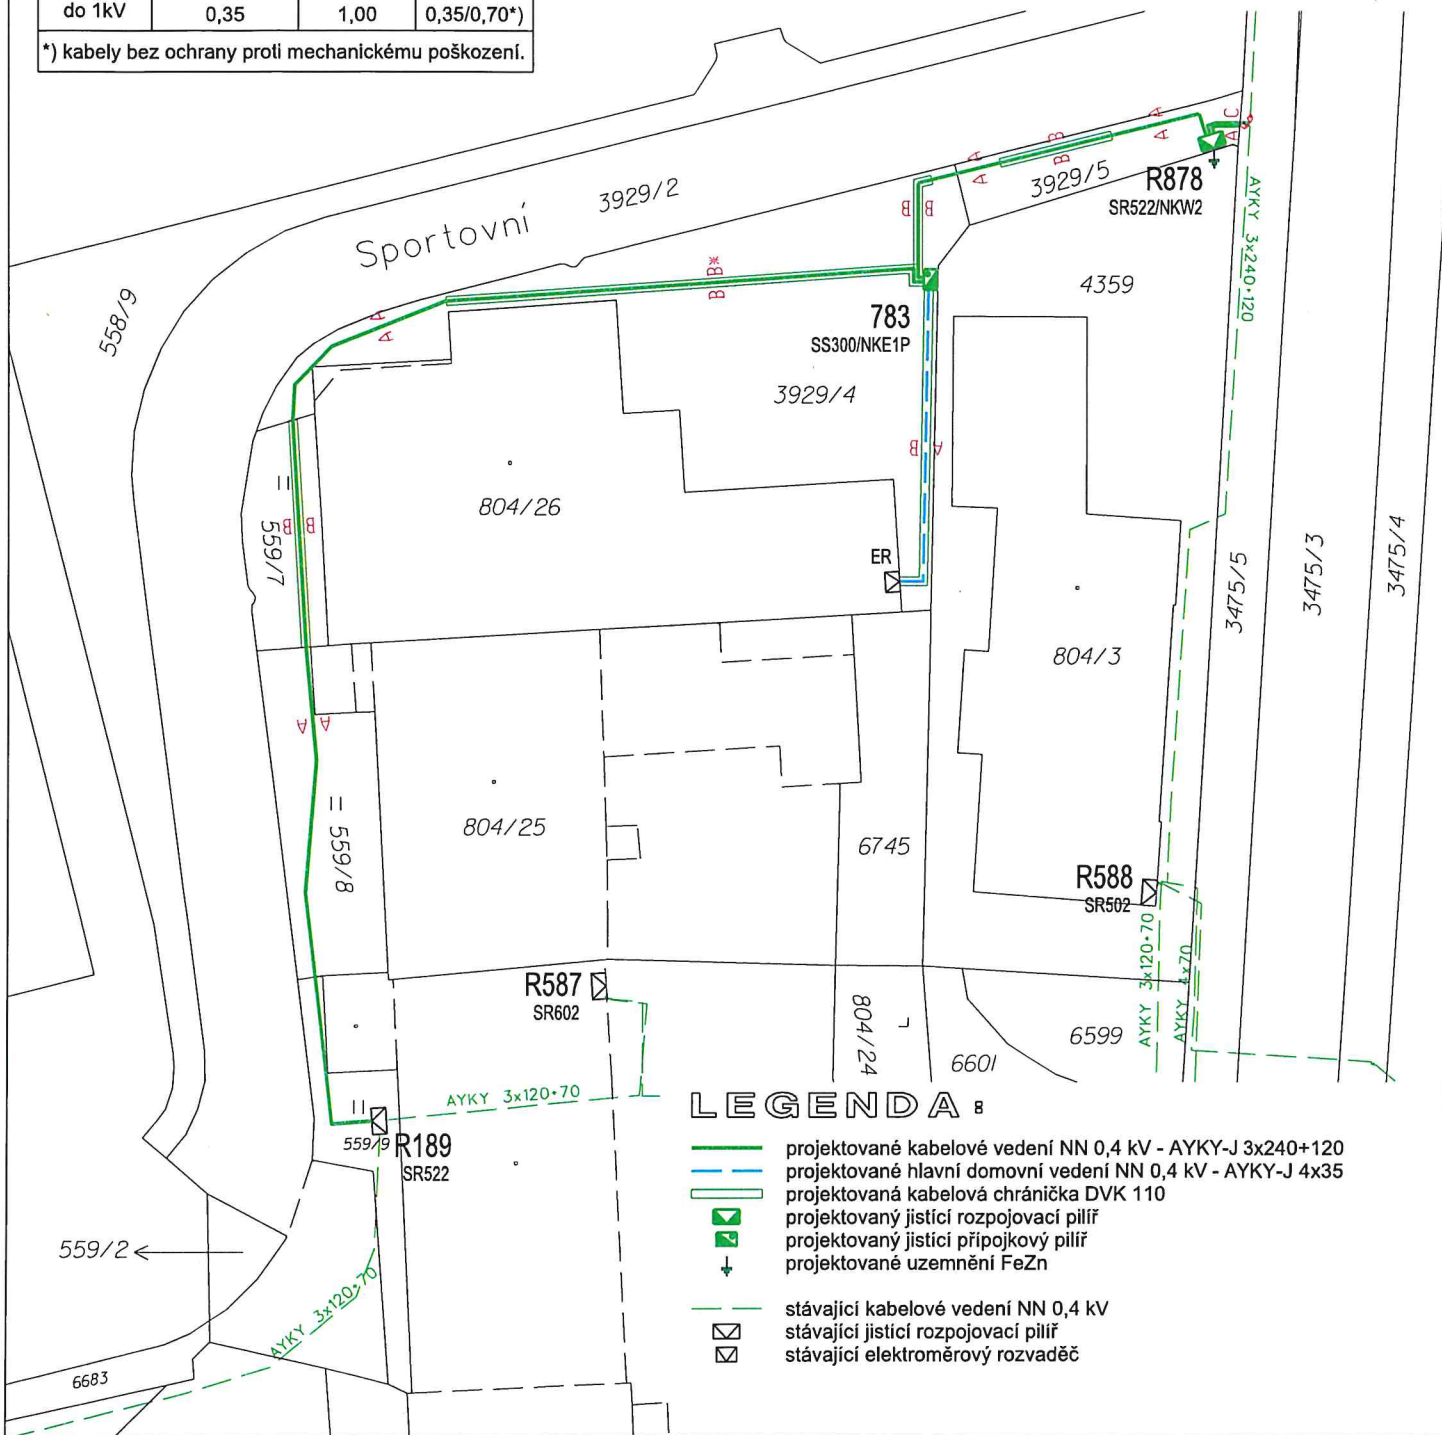 do 1kV 0,35 1,00 0,35/0,70*)
*) kabely bez ochrany proti mechanickému poškození.
A C
A
A
B
A
B
A
A
3929/5
R878
SR522/NKW2
AYKY 3x240+120
3929/2
Sportovní
B B
B*
B
558/9
4359
783
SS300/NKE1P
A
A
3929/4
B A
804/26
B B
559/7
ER
3475/5
3475/3
3475/4
804/3
A A
804/25
559/8
6745
R588
SR502
AYKY 3x120+70
AYKY 4x70
R587
SR602
804/24
6601
6599
AYKY 3x120+70
559/9
R189
SR522
559/2
AYKY 3x120+70
6683
LEGENDA :
projektované kabelové vedení NN 0,4 kV - AYKY-J 3x240+120
projektované hlavní domovní vedení NN 0,4 kV - AYKY-J 4x35
projektovaná kabelová chránička DVK 110
projektovaný jistící rozpojovací pilíř
projektovaný jistící přípojkový pilíř
projektované uzemnění FeZn
stávající kabelové vedení NN 0,4 kV
stávající jistící rozpojovací pilíř
stávající elektroměrový rozvaděč